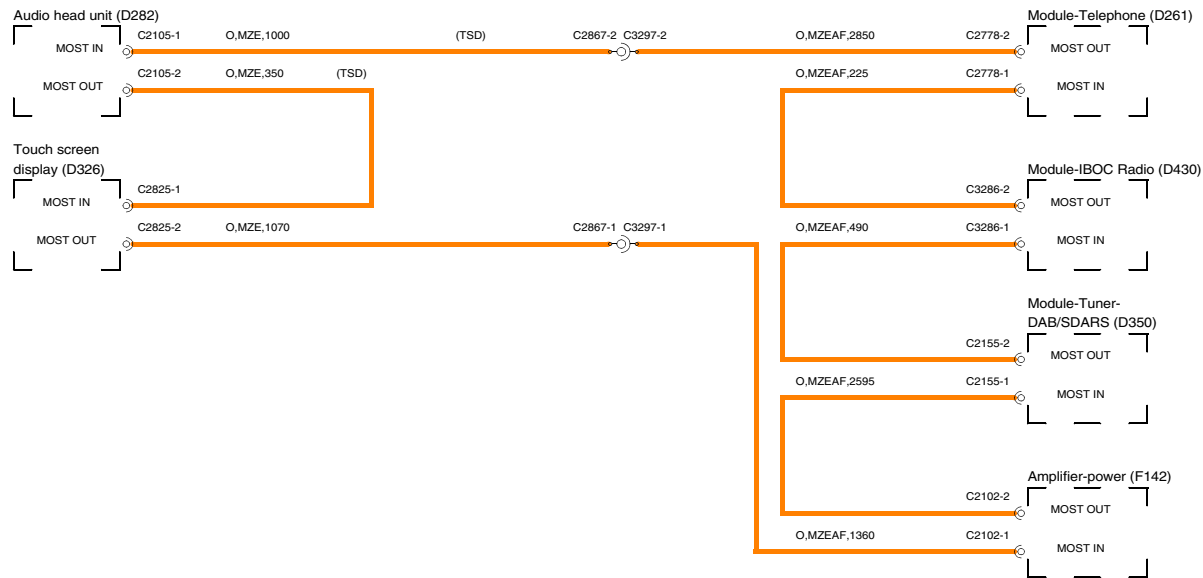 Audio head unit (D282)
Module-Telephone (D261)
C2105-1 O,MZE,1000 (TSD) C2867-2 C3297-2 O,MZEAF,2850 C2778-2
MOST IN MOST OUT
C2105-2 O,MZE,350 (TSD) O,MZEAF,225 C2778-1
MOST OUT MOST IN
Touch screen
display (D326)
Module-IBOC Radio (D430)
C2825-1 C3286-2
MOST IN MOST OUT
C2825-2 O,MZE,1070 C2867-1 C3297-1 O,MZEAF,490 C3286-1
MOST OUT MOST IN
Module-Tuner-
DAB/SDARS (D350)
C2155-2
MOST OUT
O,MZEAF,2595 C2155-1
MOST IN
Amplifier-power (F142)
C2102-2
MOST OUT
O,MZEAF,1360 C2102-1
MOST IN